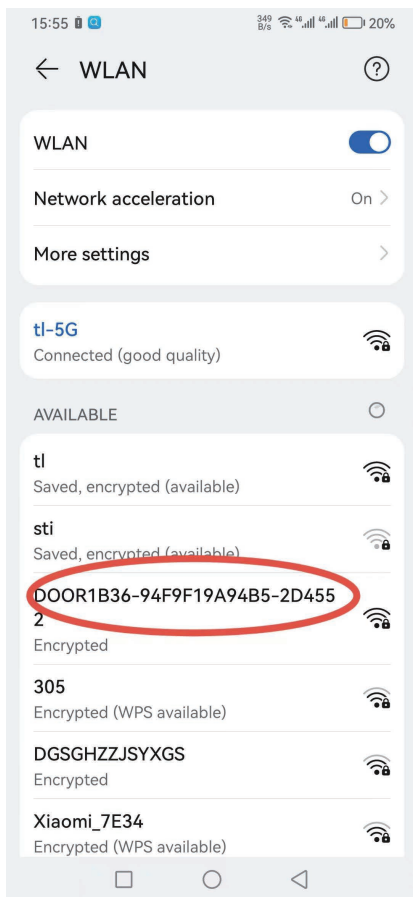 15:55 349 B/s 4G 4G 20%
WLAN
WLAN
Network acceleration On
More settings
tl-5G
Connected (good quality)
AVAILABLE
tl
Saved, encrypted (available)
sti
Saved, encrypted (available)
DOOR1B36-94F9F19A94B5-2D455
2
Encrypted
305
Encrypted (WPS available)
DGSGHZZJSYXGS
Encrypted
Xiaomi_7E34
Encrypted (WPS available)